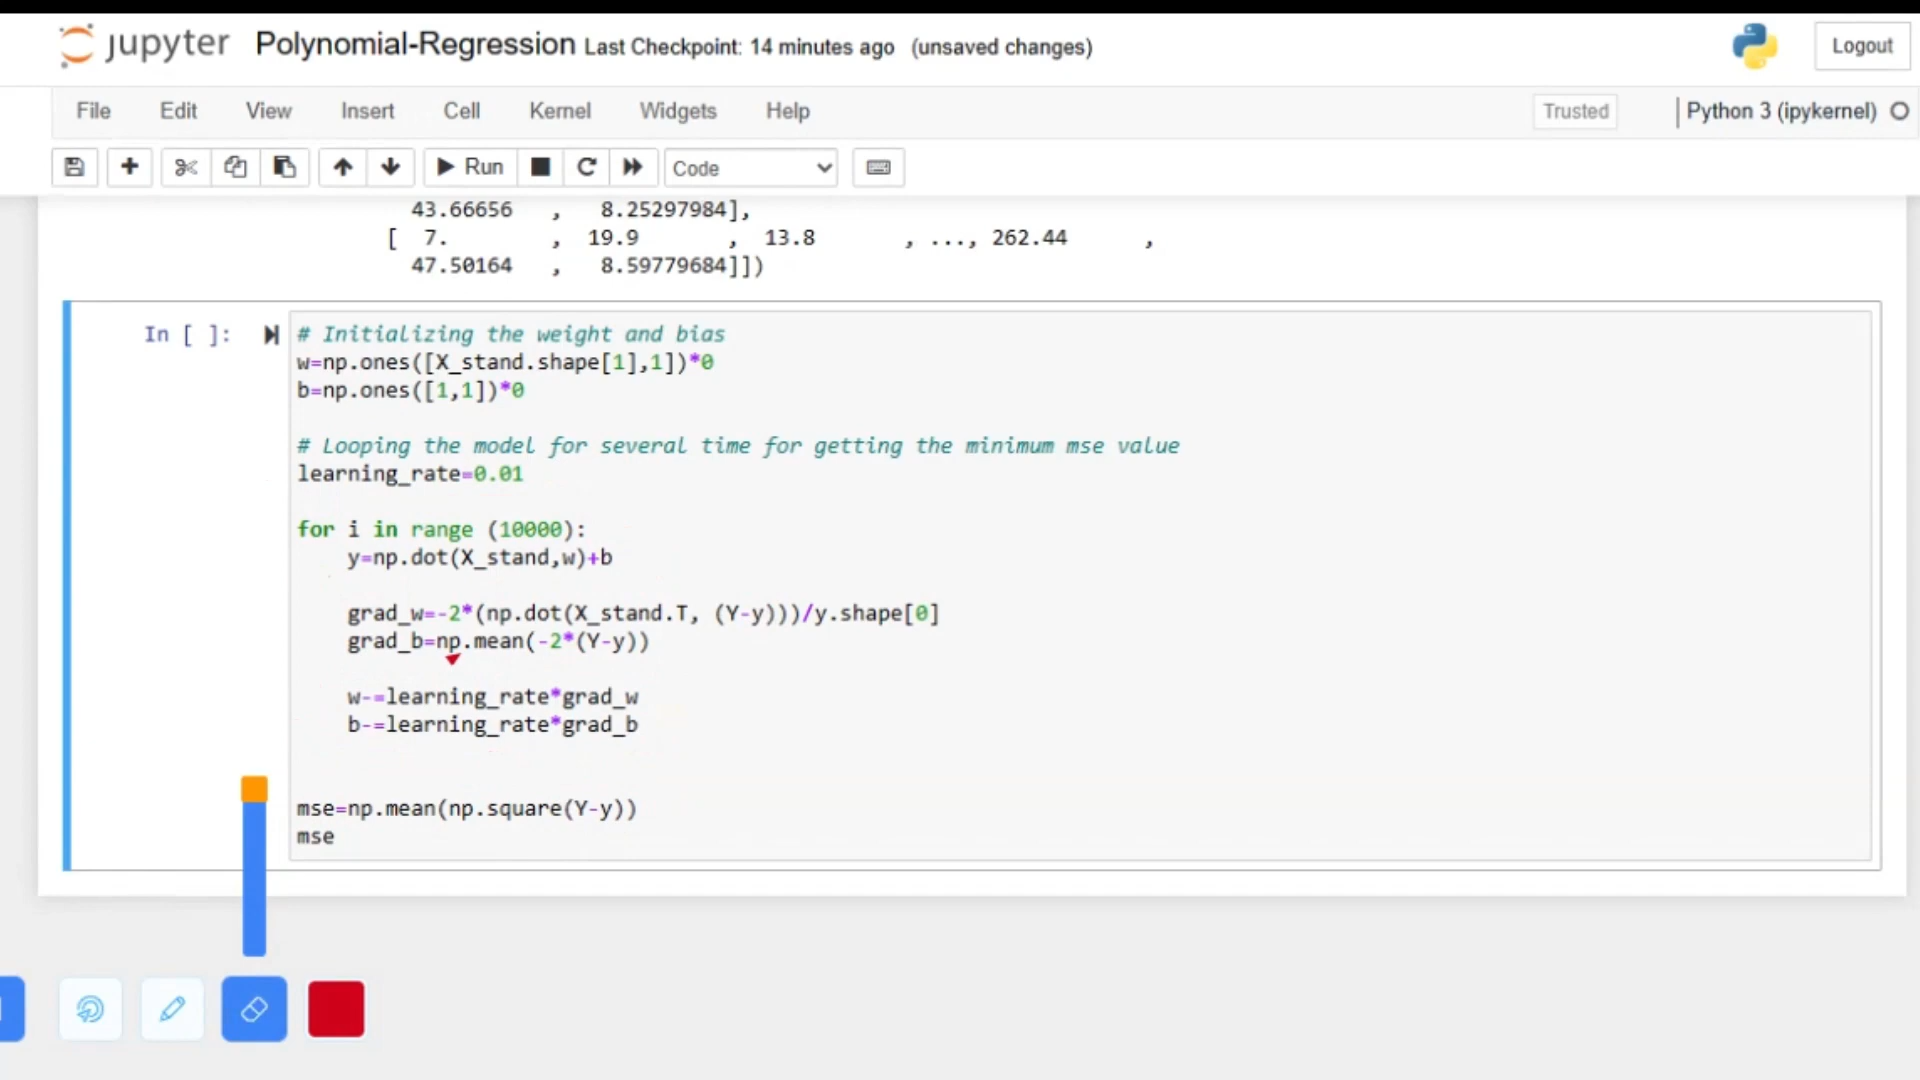 jupyter Polynomial-Regression Last Checkpoint: 14 minutes ago (unsaved changes) Logout
File Edit View Insert Cell Kernel Widgets Help Trusted Python 3 (ipykernel)
Run Code
43.66656 , 8.25297984],
[ 7. , 19.9 , 13.8 , ..., 262.44 ,
47.50164 , 8.59779684]])
In [ ]: # Initializing the weight and bias
w=np.ones([X_stand.shape[1],1])*0
b=np.ones([1,1])*0
# Looping the model for several time for getting the minimum mse value
learning_rate=0.01
for i in range (10000):
y=np.dot(X_stand,w)+b
grad_w=-2*(np.dot(X_stand.T, (Y-y)))/y.shape[0]
grad_b=np.mean(-2*(Y-y))
w-=learning_rate*grad_w
b-=learning_rate*grad_b
mse=np.mean(np.square(Y-y))
mse